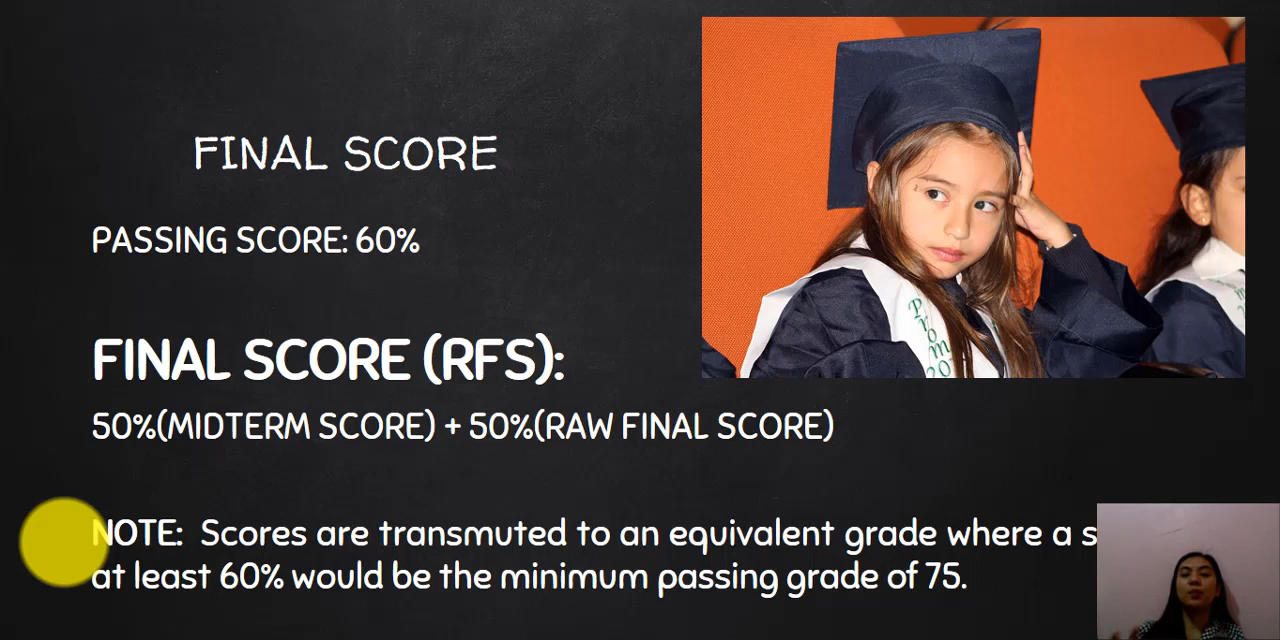 FINAL SCORE
PASSING SCORE: 60%
FINAL SCORE (RFS):
50%(MIDTERM SCORE) + 50%(RAW FINAL SCORE)
NOTE: Scores are transmuted to an equivalent grade where a
at least 60% would be the minimum passing grade of 75.
Prom